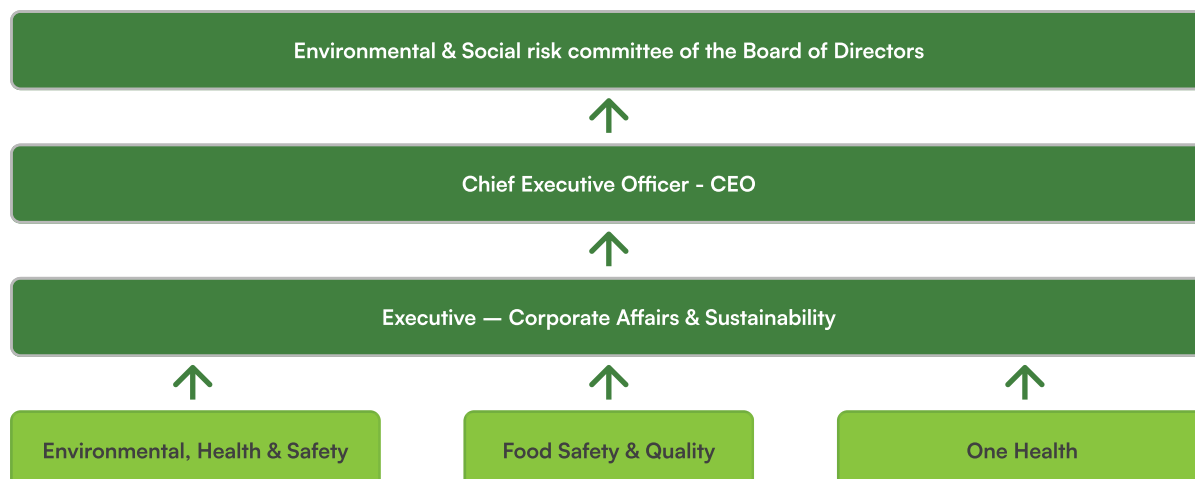 Environmental & Social risk committee of the Board of Directors
Chief Executive Officer - CEO
Executive — Corporate Affairs & Sustainability
Environmental, Health & Safety
Food Safety & Quality
One Health